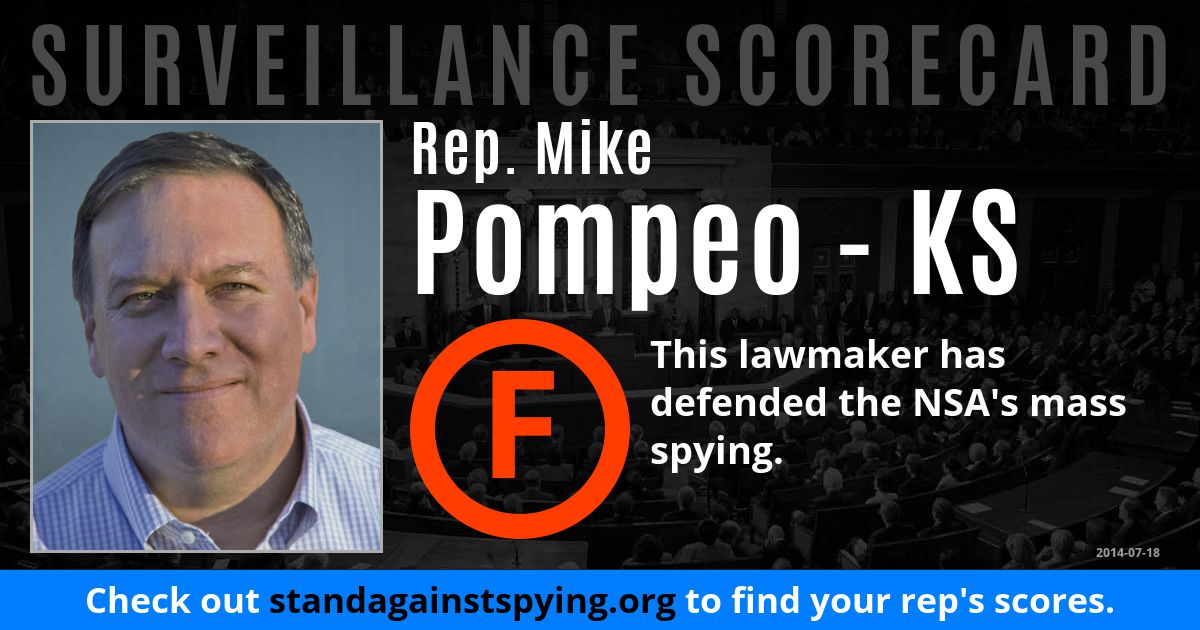 SURVEILLANCE SCORECARD
Rep. Mike
Pompeo - KS
F
This lawmaker has
defended the NSA's mass
spying.
2014-07-18
Check out standagainstspying.org to find your rep's scores.